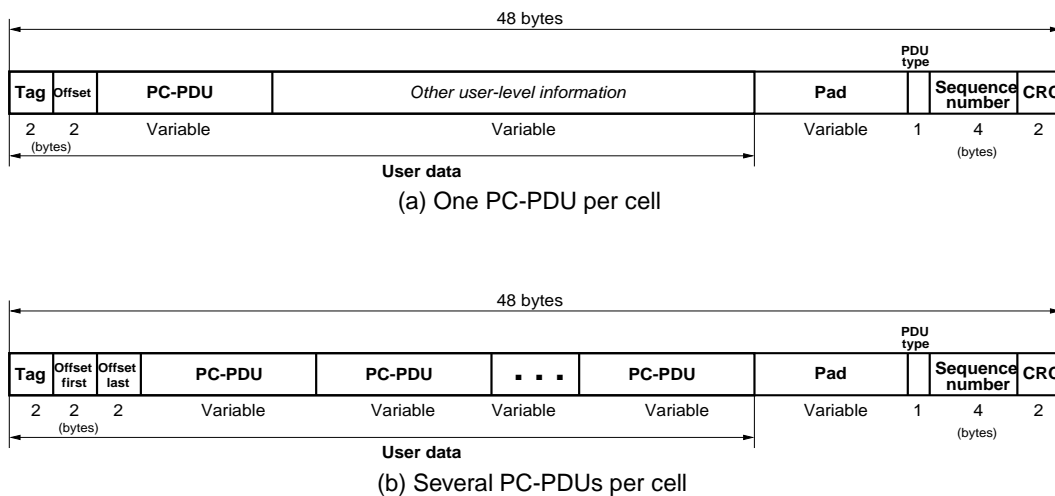 48 bytes
PDU
type
Tag Offset PC-PDU Other user-level information Pad Sequence number CRC
2 2 Variable Variable Variable 1 4 2
(bytes) (bytes)
User data
(a) One PC-PDU per cell
48 bytes
PDU
type
Tag Offset first Offset last PC-PDU PC-PDU . . . PC-PDU Pad Sequence number CRC
2 2 2 Variable Variable Variable Variable Variable 1 4 2
(bytes) (bytes)
User data
(b) Several PC-PDUs per cell